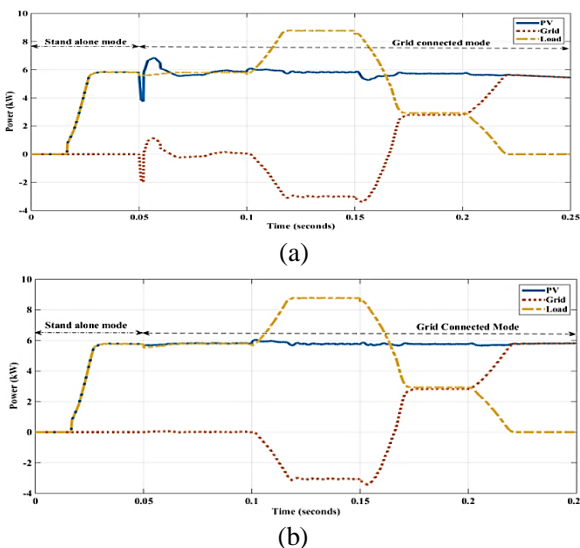 10
8
6
4
2
0
-2
-4
Power (kW)
Stand alone mode
Grid connected mode
PV
Grid
Load
0
0.05
0.1
0.15
0.2
0.25
Time (seconds)
(a)
10
8
6
4
2
0
-2
-4
Power (kW)
Stand alone mode
Grid Connected Mode
PV
Grid
Load
0
0.05
0.1
0.15
0.2
0.2
Time (seconds)
(b)